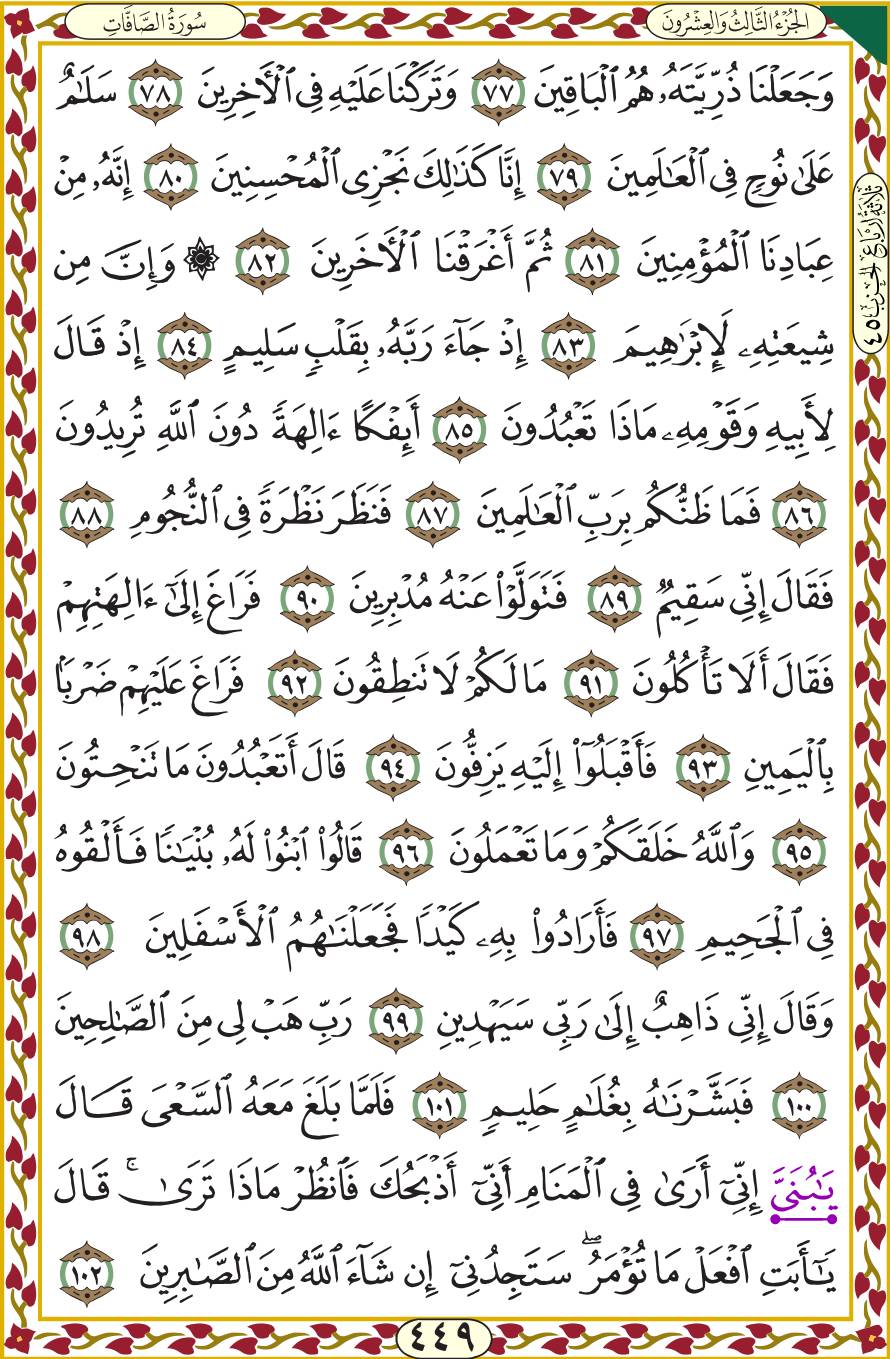 الجُزْءُ الثَّالِثُ وَالعِشْرُونَ
سُورَةُ الصَّافَّاتِ
وَجَعَلْنَا ذُرِّيَّتَهُۥ هُمُ ٱلْبَاقِينَ ٧٧ وَتَرَكْنَا عَلَيْهِ فِى ٱلْأَخِرِينَ ٧٨ سَلَٰمٌ
عَلَىٰ نُوحٍ فِى ٱلْعَٰلَمِينَ ٧٩ إِنَّا كَذَٰلِكَ نَجْزِى ٱلْمُحْسِنِينَ ٨٠ إِنَّهُۥ مِنْ
عِبَادِنَا ٱلْمُؤْمِنِينَ ٨١ ثُمَّ أَغْرَقْنَا ٱلْأَخَرِينَ ٨٢ ۞ وَإِنَّ مِن
شِيعَتِهِۦ لَإِبْرَٰهِيمَ ٨٣ إِذْ جَآءَ رَبَّهُۥ بِقَلْبٍ سَلِيمٍ ٨٤ إِذْ قَالَ
لِأَبِيهِ وَقَوْمِهِۦ مَاذَا تَعْبُدُونَ ٨٥ أَئِفْكًا ءَالِهَةً دُونَ ٱللَّهِ تُرِيدُونَ
٨٦ فَمَا ظَنُّكُم بِرَبِّ ٱلْعَٰلَمِينَ ٨٧ فَنَظَرَ نَظْرَةً فِى ٱلنُّجُومِ ٨٨
فَقَالَ إِنِّى سَقِيمٌ ٨٩ فَتَوَلَّوْا۟ عَنْهُ مُدْبِرِينَ ٩٠ فَرَاغَ إِلَىٰٓ ءَالِهَتِهِمْ
فَقَالَ أَلَا تَأْكُلُونَ ٩١ مَا لَكُمْ لَا تَنطِقُونَ ٩٢ فَرَاغَ عَلَيْهِمْ ضَرْبًۢا
بِٱلْيَمِينِ ٩٣ فَأَقْبَلُوٓا۟ إِلَيْهِ يَزِفُّونَ ٩٤ قَالَ أَتَعْبُدُونَ مَا تَنْحِتُونَ
٩٥ وَٱللَّهُ خَلَقَكُمْ وَمَا تَعْمَلُونَ ٩٦ قَالُوا۟ ٱبْنُوا۟ لَهُۥ بُنْيَٰنًا فَأَلْقُوهُ
فِى ٱلْجَحِيمِ ٩٧ فَأَرَادُوا۟ بِهِۦ كَيْدًا فَجَعَلْنَٰهُمُ ٱلْأَسْفَلِينَ ٩٨
وَقَالَ إِنِّى ذَاهِبٌ إِلَىٰ رَبِّى سَيَهْدِينِ ٩٩ رَبِّ هَبْ لِى مِنَ ٱلصَّٰلِحِينَ
١٠٠ فَبَشَّرْنَٰهُ بِغُلَٰمٍ حَلِيمٍ ١٠١ فَلَمَّا بَلَغَ مَعَهُ ٱلسَّعْىَ قَالَ
يَٰبُنَىَّ إِنِّىٓ أَرَىٰ فِى ٱلْمَنَامِ أَنِّىٓ أَذْبَحُكَ فَٱنظُرْ مَاذَا تَرَىٰ ۚ قَالَ
يَٰٓأَبَتِ ٱفْعَلْ مَا تُؤْمَرُ ۖ سَتَجِدُنِىٓ إِن شَآءَ ٱللَّهُ مِنَ ٱلصَّٰبِرِينَ ١٠٢
ثَلَاثَةُ أَرْبَاعِ الحِزْبِ ٤٥
٤٤٩